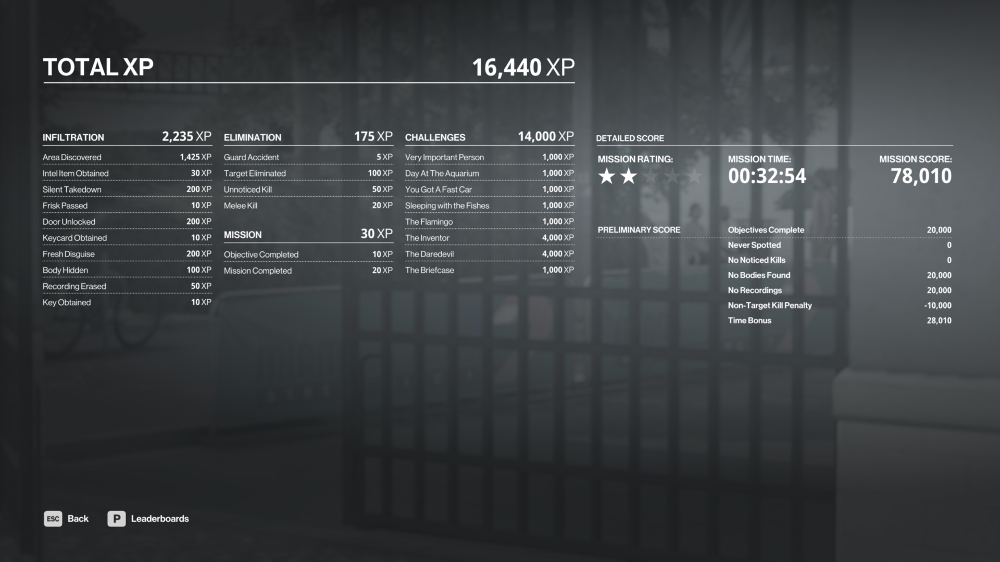 TOTAL XP 16,440 XP
INFILTRATION 2,235 XP
Area Discovered 1,425 XP
Intel Item Obtained 30 XP
Silent Takedown 200 XP
Frisk Passed 10 XP
Door Unlocked 200 XP
Keycard Obtained 10 XP
Fresh Disguise 200 XP
Body Hidden 100 XP
Recording Erased 50 XP
Key Obtained 10 XP
ELIMINATION 175 XP
Guard Accident 5 XP
Target Eliminated 100 XP
Unnoticed Kill 50 XP
Melee Kill 20 XP
MISSION 30 XP
Objective Completed 10 XP
Mission Completed 20 XP
CHALLENGES 14,000 XP
Very Important Person 1,000 XP
Day At The Aquarium 1,000 XP
You Got A Fast Car 1,000 XP
Sleeping with the Fishes 1,000 XP
The Flamingo 1,000 XP
The Inventor 4,000 XP
The Daredevil 4,000 XP
The Briefcase 1,000 XP
DETAILED SCORE
MISSION RATING: MISSION TIME: MISSION SCORE:
00:32:54 78,010
PRELIMINARY SCORE Objectives Complete 20,000
Never Spotted 0
No Noticed Kills 0
No Bodies Found 20,000
No Recordings 20,000
Non-Target Kill Penalty -10,000
Time Bonus 28,010
ESC Back P Leaderboards